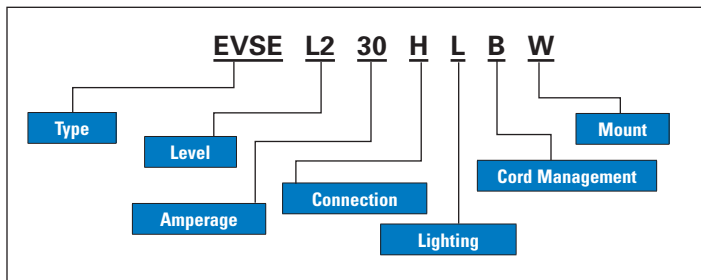 EVSE L2 30 H L B W
Type
Mount
Level
Cord Management
Connection
Amperage
Lighting